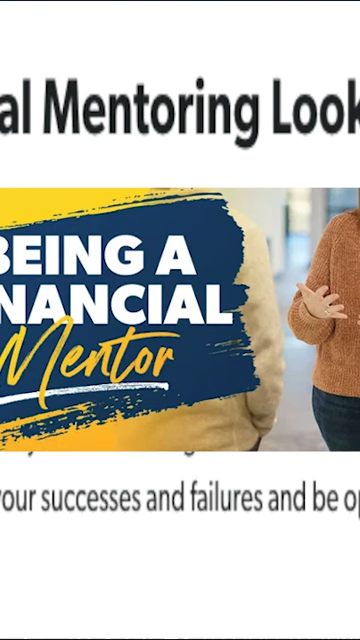 al Mentoring Look
BEING A
NANCIAL
Mentor
your successes and failures and be op